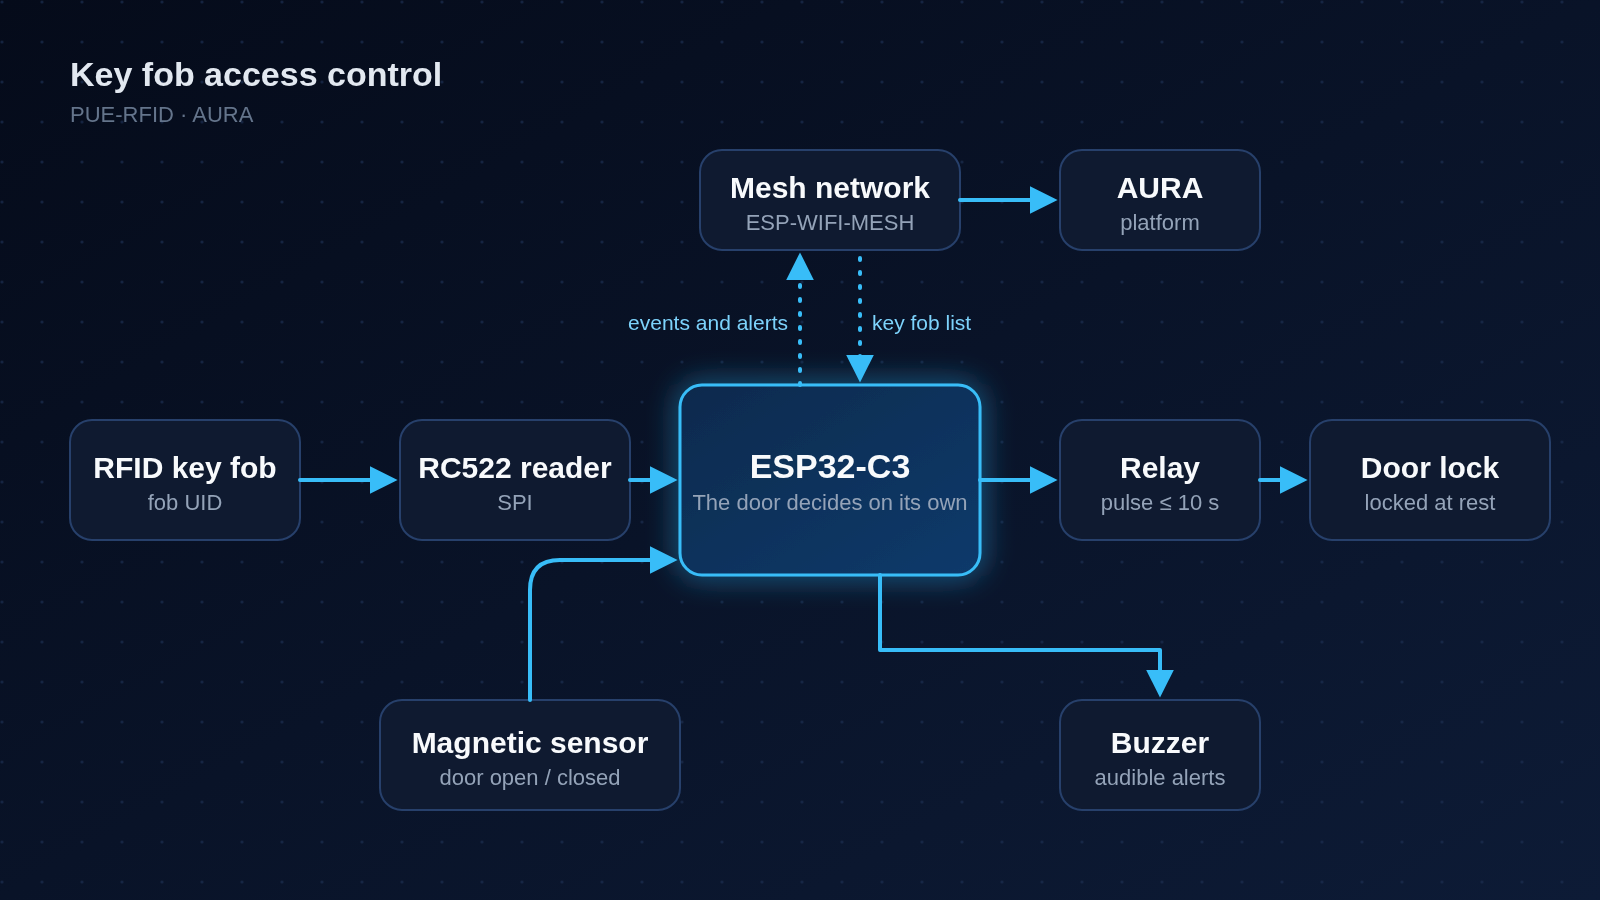 Key fob access control
PUE-RFID · AURA
Mesh network
ESP-WIFI-MESH
AURA
platform
events and alerts
key fob list
RFID key fob
fob UID
RC522 reader
SPI
ESP32-C3
The door decides on its own
Relay
pulse ≤ 10 s
Door lock
locked at rest
Magnetic sensor
door open / closed
Buzzer
audible alerts